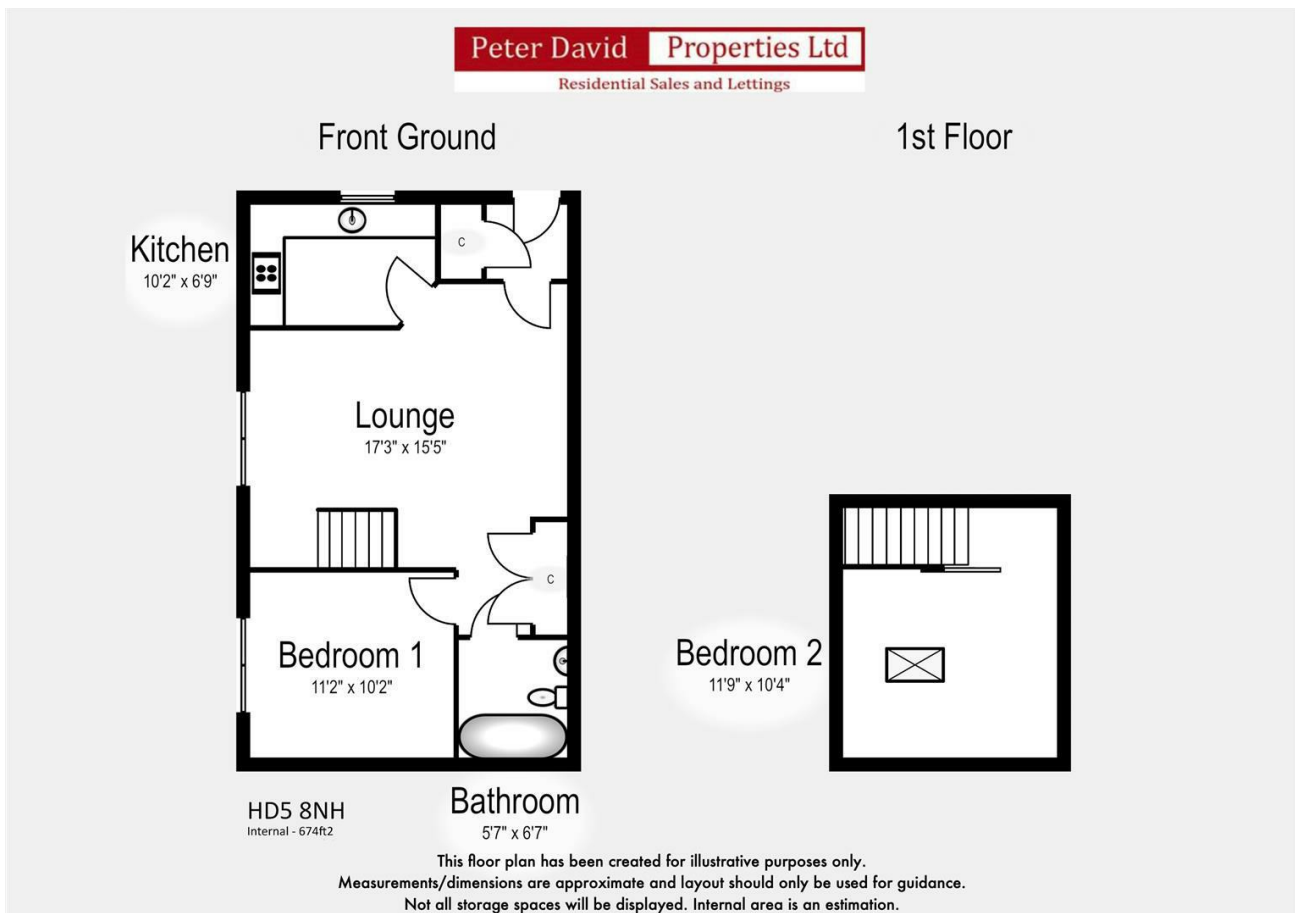 Peter David Properties Ltd
Residential Sales and Lettings
Front Ground
1st Floor
Kitchen
10'2" x 6'9"
C
Lounge
17'3" x 15'5"
C
Bedroom 1
11'2" x 10'2"
Bedroom 2
11'9" x 10'4"
Bathroom
5'7" x 6'7"
HD5 8NH
Internal - 674ft2
This floor plan has been created for illustrative purposes only.
Measurements/dimensions are approximate and layout should only be used for guidance.
Not all storage spaces will be displayed. Internal area is an estimation.